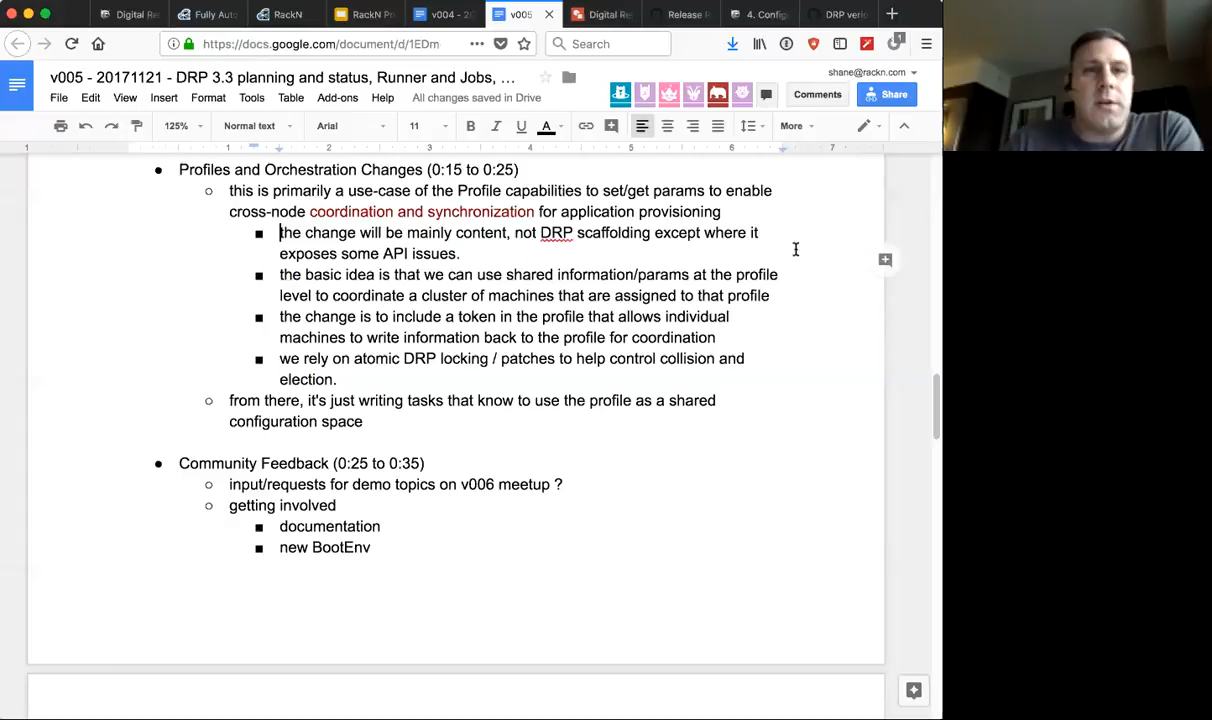 Digital Re
Fully Auto
RackN
RackN Pr
v004 - 20
v005
Digital Re
Release R
4. Config
DRP verio
https://docs.google.com/document/d/1EDm
Search
v005 - 20171121 - DRP 3.3 planning and status, Runner and Jobs, ...
shane@rackn.com
File Edit View Insert Format Tools Table Add-ons Help All changes saved in Drive
Comments
Share
125% Normal text Arial 11 B I U A More
1 1 2 3 4 5 6 7
Profiles and Orchestration Changes (0:15 to 0:25)
this is primarily a use-case of the Profile capabilities to set/get params to enable
cross-node coordination and synchronization for application provisioning
the change will be mainly content, not DRP scaffolding except where it
exposes some API issues.
the basic idea is that we can use shared information/params at the profile
level to coordinate a cluster of machines that are assigned to that profile
the change is to include a token in the profile that allows individual
machines to write information back to the profile for coordination
we rely on atomic DRP locking / patches to help control collision and
election.
from there, it's just writing tasks that know to use the profile as a shared
configuration space
Community Feedback (0:25 to 0:35)
input/requests for demo topics on v006 meetup ?
getting involved
documentation
new BootEnv